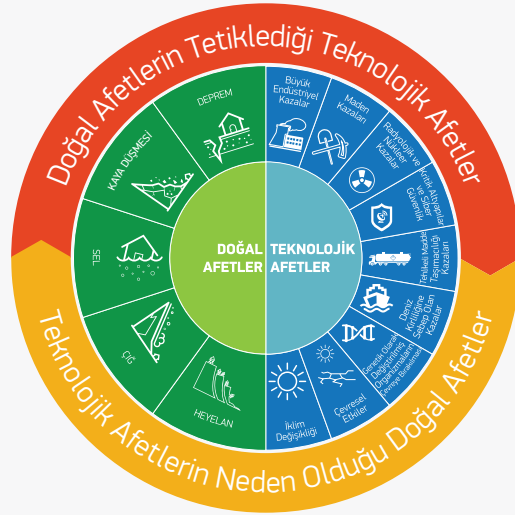 Doğal Afetlerin Tetiklediği Teknolojik Afetler
DEPREM
KAYA DÜŞMESİ
SEL
ÇIĞ
HEYELAN
DOĞAL
AFETLER
TEKNOLOJİK
AFETLER
Büyük
Endüstriyel
Kazalar
Maden
Kazaları
Radyolojik ve
Nükleer
Kazalar
Kritik Altyapılar
ve Siber
Güvenlik
Tehlikeli Madde
Taşımacılığı
Kazaları
Deniz
Kirliliğine
Sebep Olan
Kazalar
Genetik Olarak
Değiştirilmiş
Organizmaların
Çevreye Bırakılması
Çevresel
Etkiler
İklim
Değişikliği
Teknolojik Afetlerin Neden Olduğu Doğal Afetler